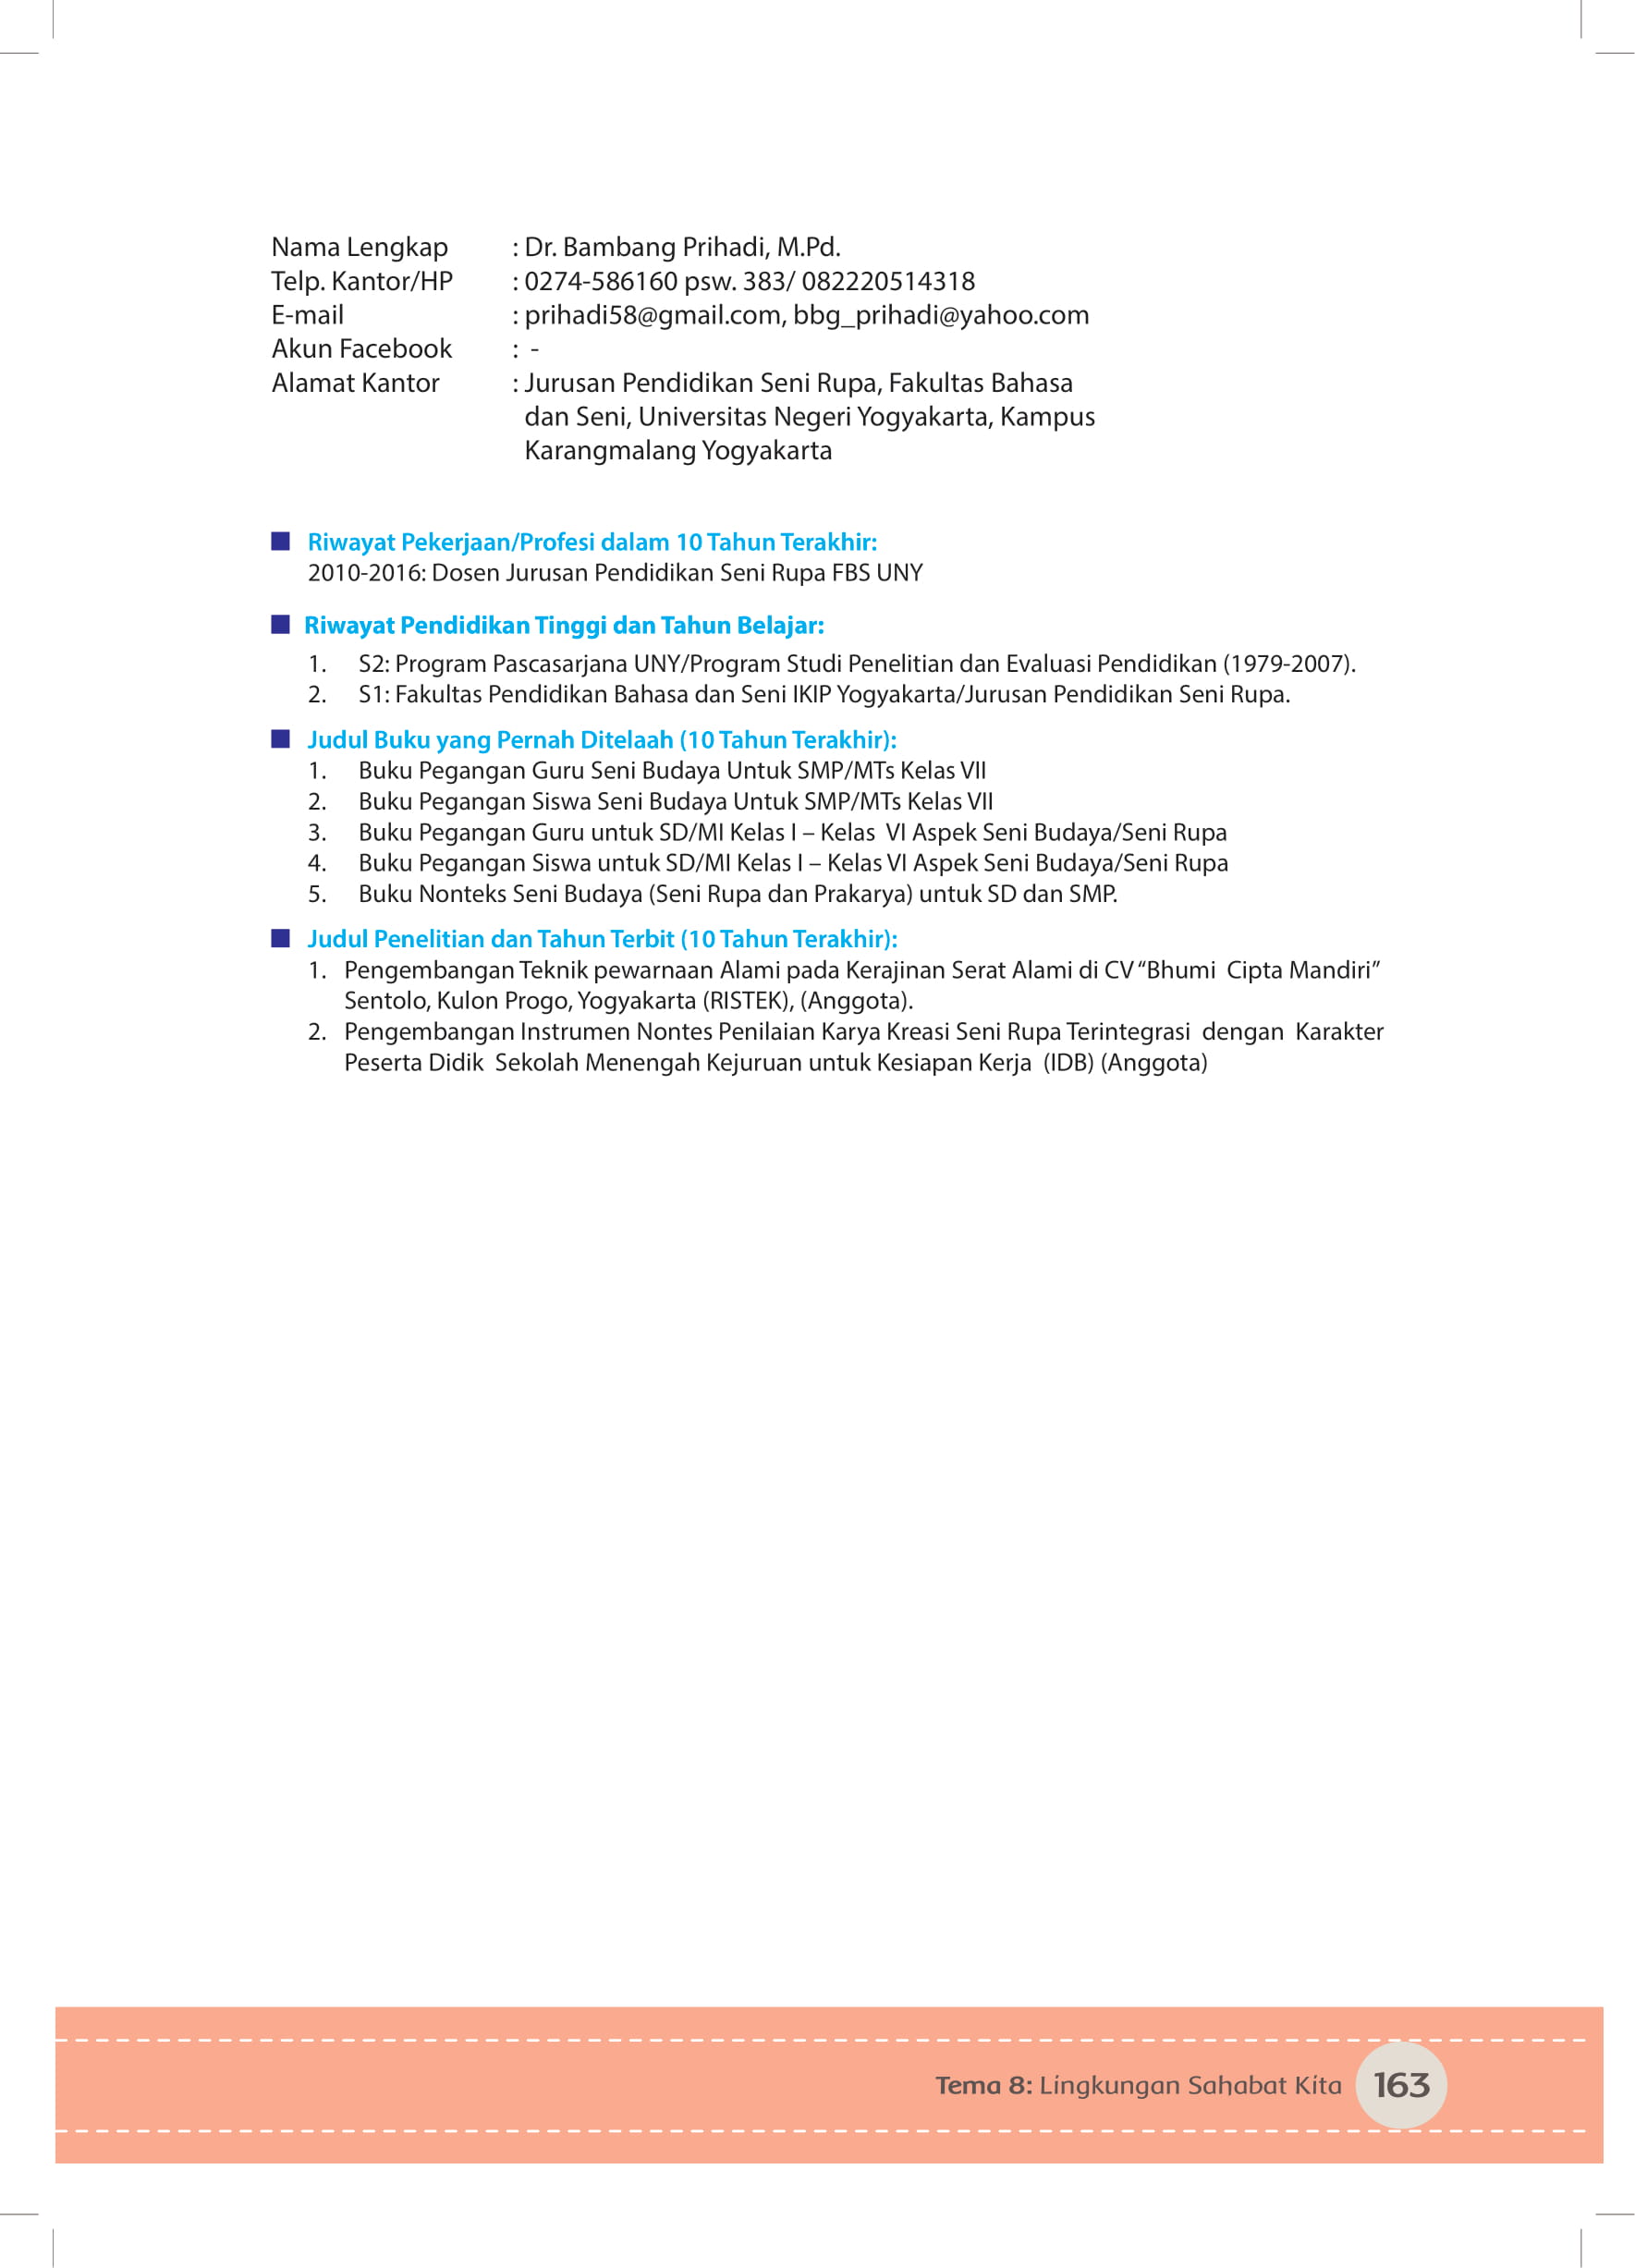 Nama Lengkap : Dr. Bambang Prihadi, M.Pd.
Telp. Kantor/HP : 0274-586160 psw. 383/ 082220514318
E-mail : prihadi58@gmail.com, bbg_prihadi@yahoo.com
Akun Facebook : -
Alamat Kantor : Jurusan Pendidikan Seni Rupa, Fakultas Bahasa
dan Seni, Universitas Negeri Yogyakarta, Kampus
Karangmalang Yogyakarta
■ Riwayat Pekerjaan/Profesi dalam 10 Tahun Terakhir:
2010-2016: Dosen Jurusan Pendidikan Seni Rupa FBS UNY
■ Riwayat Pendidikan Tinggi dan Tahun Belajar:
1. S2: Program Pascasarjana UNY/Program Studi Penelitian dan Evaluasi Pendidikan (1979-2007).
2. S1: Fakultas Pendidikan Bahasa dan Seni IKIP Yogyakarta/Jurusan Pendidikan Seni Rupa.
■ Judul Buku yang Pernah Ditelaah (10 Tahun Terakhir):
1. Buku Pegangan Guru Seni Budaya Untuk SMP/MTs Kelas VII
2. Buku Pegangan Siswa Seni Budaya Untuk SMP/MTs Kelas VII
3. Buku Pegangan Guru untuk SD/MI Kelas I – Kelas VI Aspek Seni Budaya/Seni Rupa
4. Buku Pegangan Siswa untuk SD/MI Kelas I – Kelas VI Aspek Seni Budaya/Seni Rupa
5. Buku Nonteks Seni Budaya (Seni Rupa dan Prakarya) untuk SD dan SMP.
■ Judul Penelitian dan Tahun Terbit (10 Tahun Terakhir):
1. Pengembangan Teknik pewarnaan Alami pada Kerajinan Serat Alami di CV “Bhumi Cipta Mandiri”
Sentolo, Kulon Progo, Yogyakarta (RISTEK), (Anggota).
2. Pengembangan Instrumen Nontes Penilaian Karya Kreasi Seni Rupa Terintegrasi dengan Karakter
Peserta Didik Sekolah Menengah Kejuruan untuk Kesiapan Kerja (IDB) (Anggota)
Tema 8: Lingkungan Sahabat Kita 163